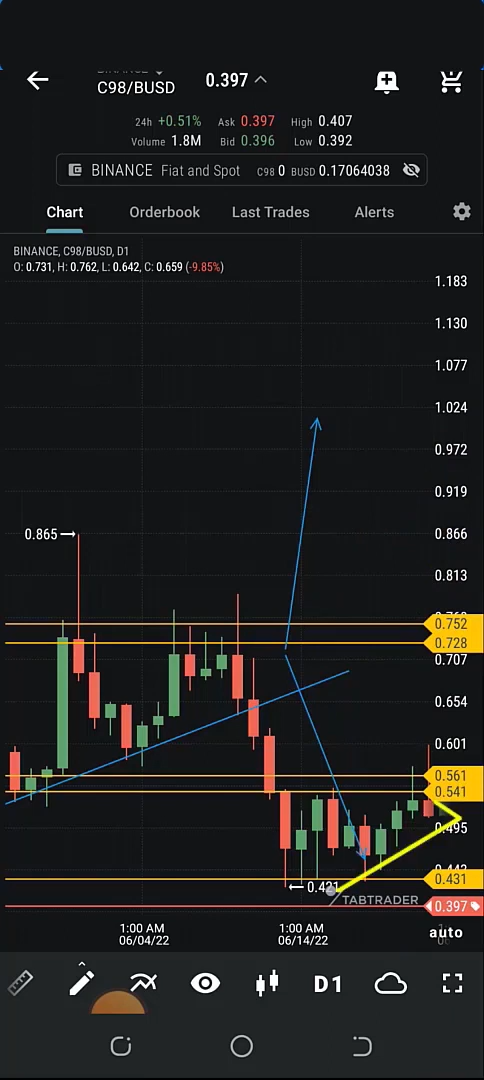 C98/BUSD
0.397
24h +0.51% Ask 0.397 High 0.407
Volume 1.8M Bid 0.396 Low 0.392
BINANCE Fiat and Spot C98 0 BUSD 0.17064038
Chart Orderbook Last Trades Alerts
BINANCE, C98/BUSD, D1
O: 0.731, H: 0.762, L: 0.642, C: 0.659 (-9.85%)
1.183
1.130
1.077
1.024
0.972
0.919
0.865
0.866
0.813
0.752
0.728
0.707
0.654
0.601
0.561
0.541
0.495
0.431
0.421
TABTRADER
0.397
1:00 AM 1:00 AM
06/04/22 06/14/22
auto
D1